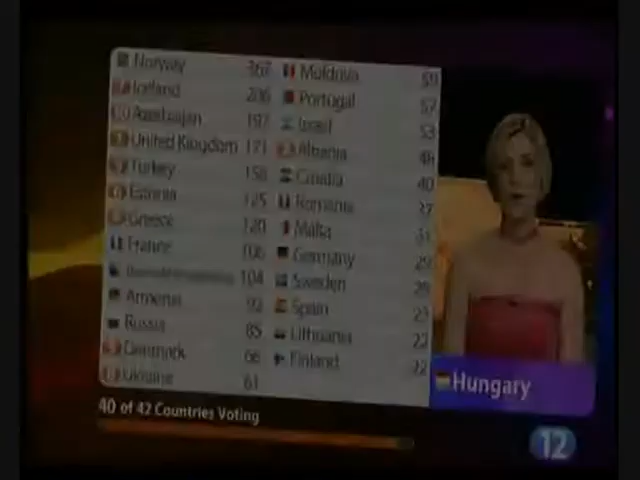 Norway 367
Iceland 206
Azerbaijan 197
United Kingdom 171
Turkey 158
Estonia 125
Greece 120
France 106
104
Armenia 92
Russia 85
Denmark 66
Ukraine 61
Moldova 59
Portugal 57
Israel 53
Albania 48
Croatia 40
Romania
Malta 31
Germany 29
Sweden
Spain 23
Lithuania 22
Finland 22
40 of 42 Countries Voting
Hungary
12